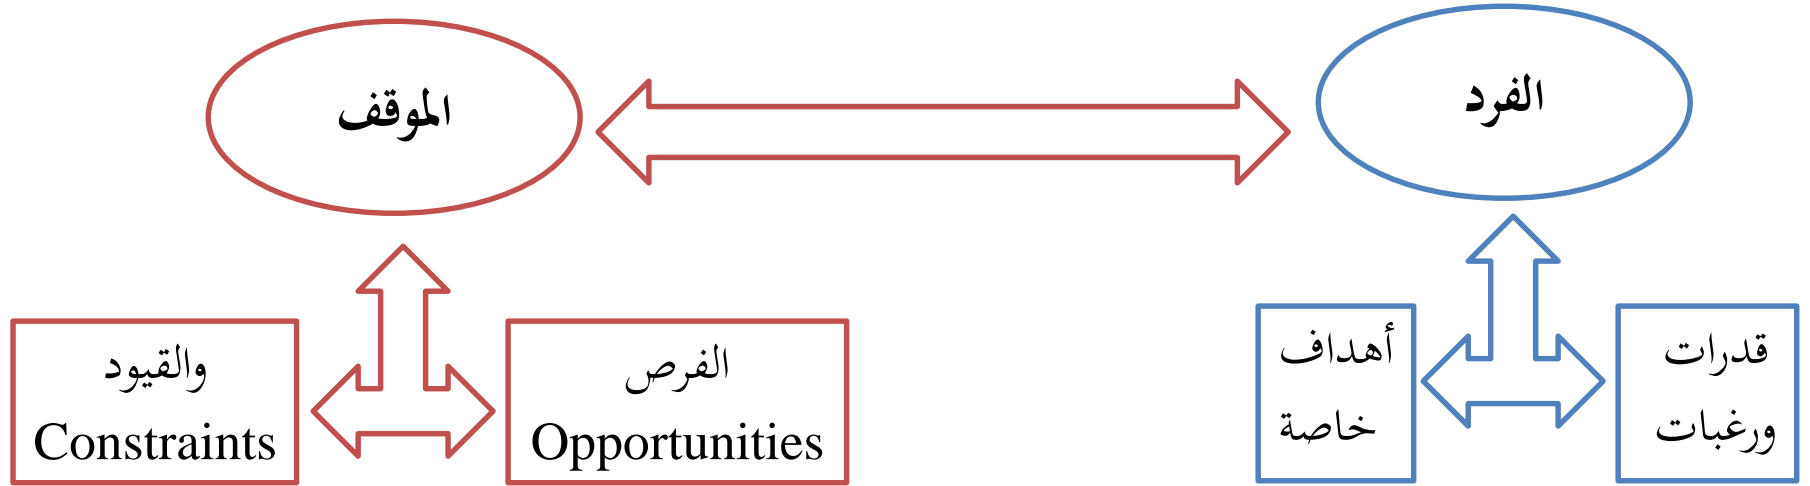 الفرد
الموقف
قدرات
ورغبات
أهداف
خاصة
الفرص
Opportunities
والقيود
Constraints